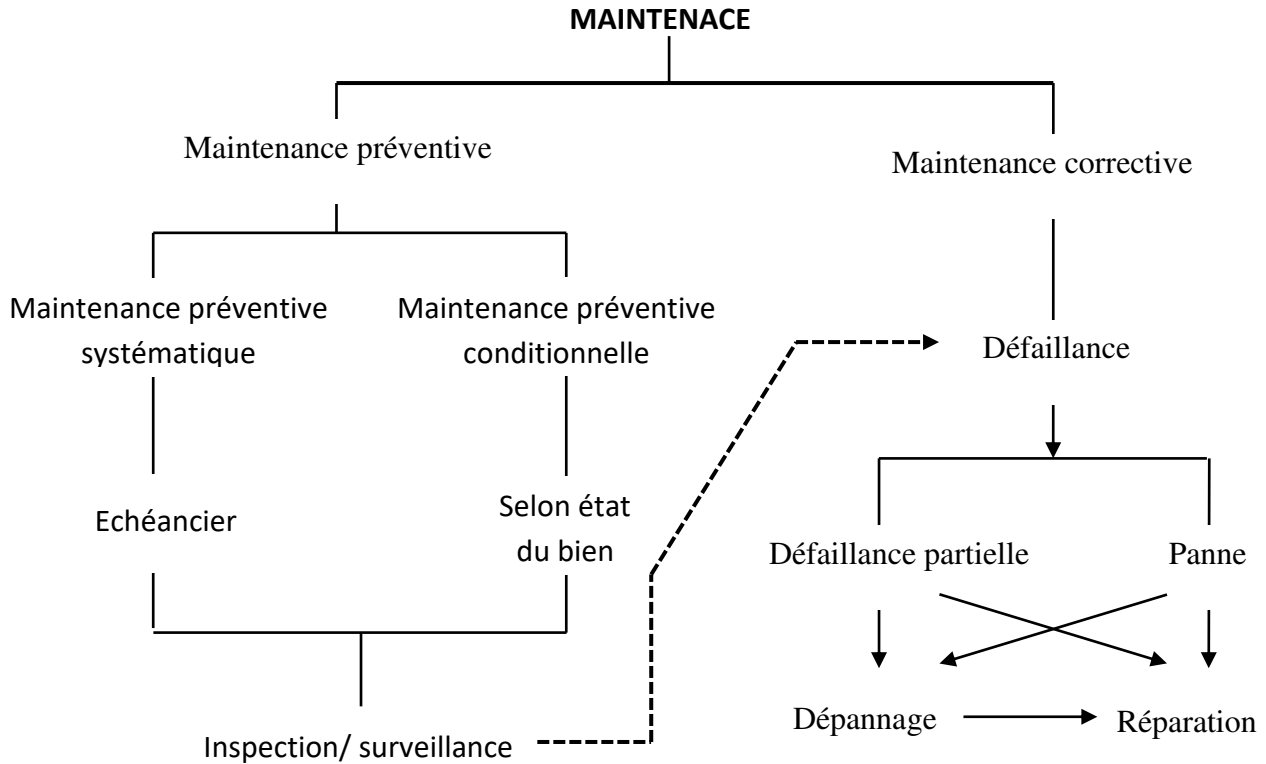 MAINTENACE
Maintenance préventive
Maintenance corrective
Maintenance préventive
systématique
Maintenance préventive
conditionnelle
Défaillance
Echéancier
Selon état
du bien
Défaillance partielle
Panne
Dépannage
Réparation
Inspection/ surveillance